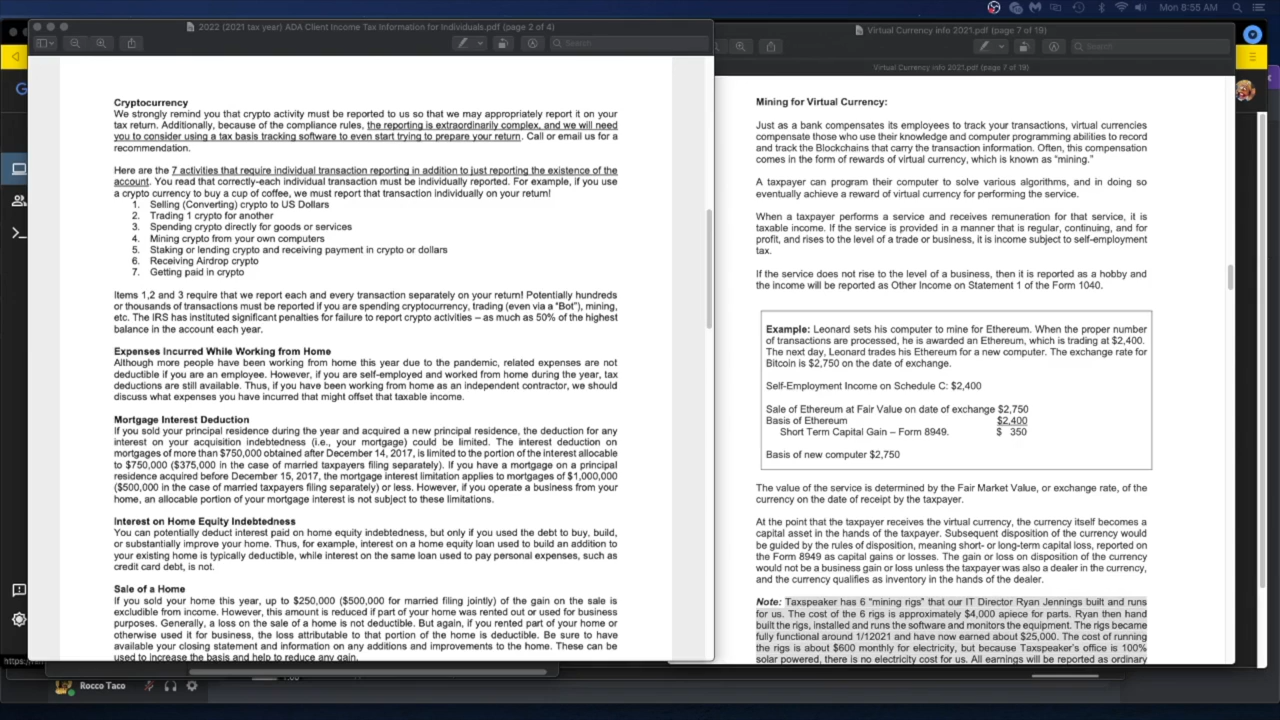 Mon 8:55 AM
2022 (2021 tax year) ADA Client Income Tax Information for Individuals.pdf (page 2 of 4)
Search
Cryptocurrency
We strongly remind you that crypto activity must be reported to us so that we may appropriately report it on your
tax return. Additionally, because of the compliance rules, the reporting is extraordinarily complex, and we will need
you to consider using a tax basis tracking software to even start trying to prepare your return. Call or email us for a
recommendation.
Here are the 7 activities that require individual transaction reporting in addition to just reporting the existence of the
account. You read that correctly-each individual transaction must be individually reported. For example, if you use
a crypto currency to buy a cup of coffee, we must report that transaction individually on your return!
1. Selling (Converting) crypto to US Dollars
2. Trading 1 crypto for another
3. Spending crypto directly for goods or services
4. Mining crypto from your own computers
5. Staking or lending crypto and receiving payment in crypto or dollars
6. Receiving Airdrop crypto
7. Getting paid in crypto
Items 1,2 and 3 require that we report each and every transaction separately on your return! Potentially hundreds
or thousands of transactions must be reported if you are spending cryptocurrency, trading (even via a "Bot"), mining,
etc. The IRS has instituted significant penalties for failure to report crypto activities – as much as 50% of the highest
balance in the account each year.
Expenses Incurred While Working from Home
Although more people have been working from home this year due to the pandemic, related expenses are not
deductible if you are an employee. However, if you are self-employed and worked from home during the year, tax
deductions are still available. Thus, if you have been working from home as an independent contractor, we should
discuss what expenses you have incurred that might offset that taxable income.
Mortgage Interest Deduction
If you sold your principal residence during the year and acquired a new principal residence, the deduction for any
interest on your acquisition indebtedness (i.e., your mortgage) could be limited. The interest deduction on
mortgages of more than $750,000 obtained after December 14, 2017, is limited to the portion of the interest allocable
to $750,000 ($375,000 in the case of married taxpayers filing separately). If you have a mortgage on a principal
residence acquired before December 15, 2017, the mortgage interest limitation applies to mortgages of $1,000,000
($500,000 in the case of married taxpayers filing separately) or less. However, if you operate a business from your
home, an allocable portion of your mortgage interest is not subject to these limitations.
Interest on Home Equity Indebtedness
You can potentially deduct interest paid on home equity indebtedness, but only if you used the debt to buy, build,
or substantially improve your home. Thus, for example, interest on a home equity loan used to build an addition to
your existing home is typically deductible, while interest on the same loan used to pay personal expenses, such as
credit card debt, is not.
Sale of a Home
If you sold your home this year, up to $250,000 ($500,000 for married filing jointly) of the gain on the sale is
excludible from income. However, this amount is reduced if part of your home was rented out or used for business
purposes. Generally, a loss on the sale of a home is not deductible. But again, if you rented part of your home or
otherwise used it for business, the loss attributable to that portion of the home is deductible. Be sure to have
available your closing statement and information on any additions and improvements to the home. These can be
used to increase the basis and help to reduce any gain.
Virtual Currency info 2021.pdf (page 7 of 19)
Search
Virtual Currency info 2021.pdf (page 7 of 19)
Mining for Virtual Currency:
Just as a bank compensates its employees to track your transactions, virtual currencies
compensate those who use their knowledge and computer programming abilities to record
and track the Blockchains that carry the transaction information. Often, this compensation
comes in the form of rewards of virtual currency, which is known as "mining."
A taxpayer can program their computer to solve various algorithms, and in doing so
eventually achieve a reward of virtual currency for performing the service.
When a taxpayer performs a service and receives remuneration for that service, it is
taxable income. If the service is provided in a manner that is regular, continuing, and for
profit, and rises to the level of a trade or business, it is income subject to self-employment
tax.
If the service does not rise to the level of a business, then it is reported as a hobby and
the income will be reported as Other Income on Statement 1 of the Form 1040.
Example: Leonard sets his computer to mine for Ethereum. When the proper number
of transactions are processed, he is awarded an Ethereum, which is trading at $2,400.
The next day, Leonard trades his Ethereum for a new computer. The exchange rate for
Bitcoin is $2,750 on the date of exchange.
Self-Employment Income on Schedule C: $2,400
Sale of Ethereum at Fair Value on date of exchange $2,750
Basis of Ethereum $2,400
Short Term Capital Gain – Form 8949. $ 350
Basis of new computer $2,750
The value of the service is determined by the Fair Market Value, or exchange rate, of the
currency on the date of receipt by the taxpayer.
At the point that the taxpayer receives the virtual currency, the currency itself becomes a
capital asset in the hands of the taxpayer. Subsequent disposition of the currency would
be guided by the rules of disposition, meaning short- or long-term capital loss, reported on
the Form 8949 as capital gains or losses. The gain or loss on disposition of the currency
would not be a business gain or loss unless the taxpayer was also a dealer in the currency,
and the currency qualifies as inventory in the hands of the dealer.
Note: Taxspeaker has 6 "mining rigs" that our IT Director Ryan Jennings built and runs
for us. The cost of the 6 rigs is approximately $4,000 apiece for parts. Ryan then hand
built the rigs, installed and runs the software and monitors the equipment. The rigs became
fully functional around 1/12021 and have now earned about $25,000. The cost of running
the rigs is about $600 monthly for electricity, but because Taxspeaker's office is 100%
solar powered, there is no electricity cost for us. All earnings will be reported as ordinary
Rocco Taco